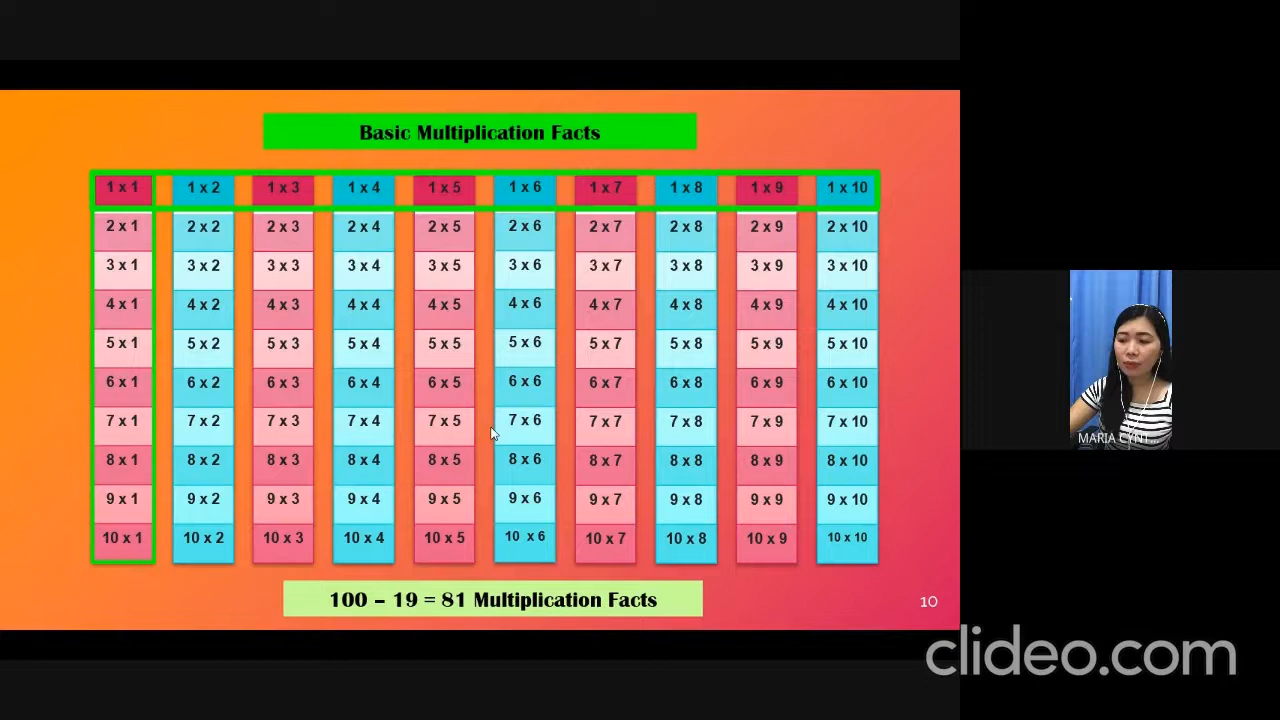 Basic Multiplication Facts
1 x 1 1 x 2 1 x 3 1 x 4 1 x 5 1 x 6 1 x 7 1 x 8 1 x 9 1 x 10
2 x 1 2 x 2 2 x 3 2 x 4 2 x 5 2 x 6 2 x 7 2 x 8 2 x 9 2 x 10
3 x 1 3 x 2 3 x 3 3 x 4 3 x 5 3 x 6 3 x 7 3 x 8 3 x 9 3 x 10
4 x 1 4 x 2 4 x 3 4 x 4 4 x 5 4 x 6 4 x 7 4 x 8 4 x 9 4 x 10
5 x 1 5 x 2 5 x 3 5 x 4 5 x 5 5 x 6 5 x 7 5 x 8 5 x 9 5 x 10
6 x 1 6 x 2 6 x 3 6 x 4 6 x 5 6 x 6 6 x 7 6 x 8 6 x 9 6 x 10
7 x 1 7 x 2 7 x 3 7 x 4 7 x 5 7 x 6 7 x 7 7 x 8 7 x 9 7 x 10
8 x 1 8 x 2 8 x 3 8 x 4 8 x 5 8 x 6 8 x 7 8 x 8 8 x 9 8 x 10
9 x 1 9 x 2 9 x 3 9 x 4 9 x 5 9 x 6 9 x 7 9 x 8 9 x 9 9 x 10
10 x 1 10 x 2 10 x 3 10 x 4 10 x 5 10 x 6 10 x 7 10 x 8 10 x 9 10 x 10
100 – 19 = 81 Multiplication Facts
10
MARIA CYNT...
clideo.com